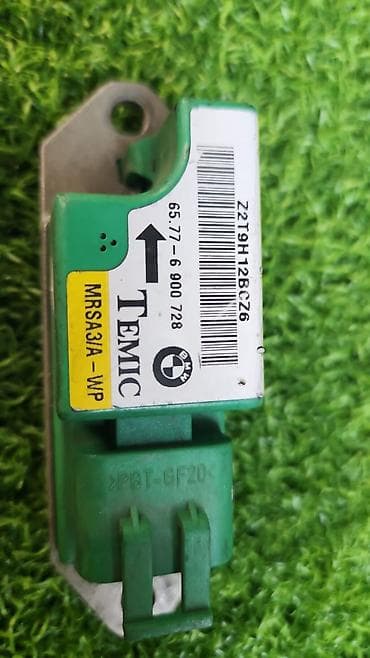 Z2T9H12BCZ6
65.77-6 900 728
BMW
TEMIC
MRSA3/A-WP
>PBT-GF20<